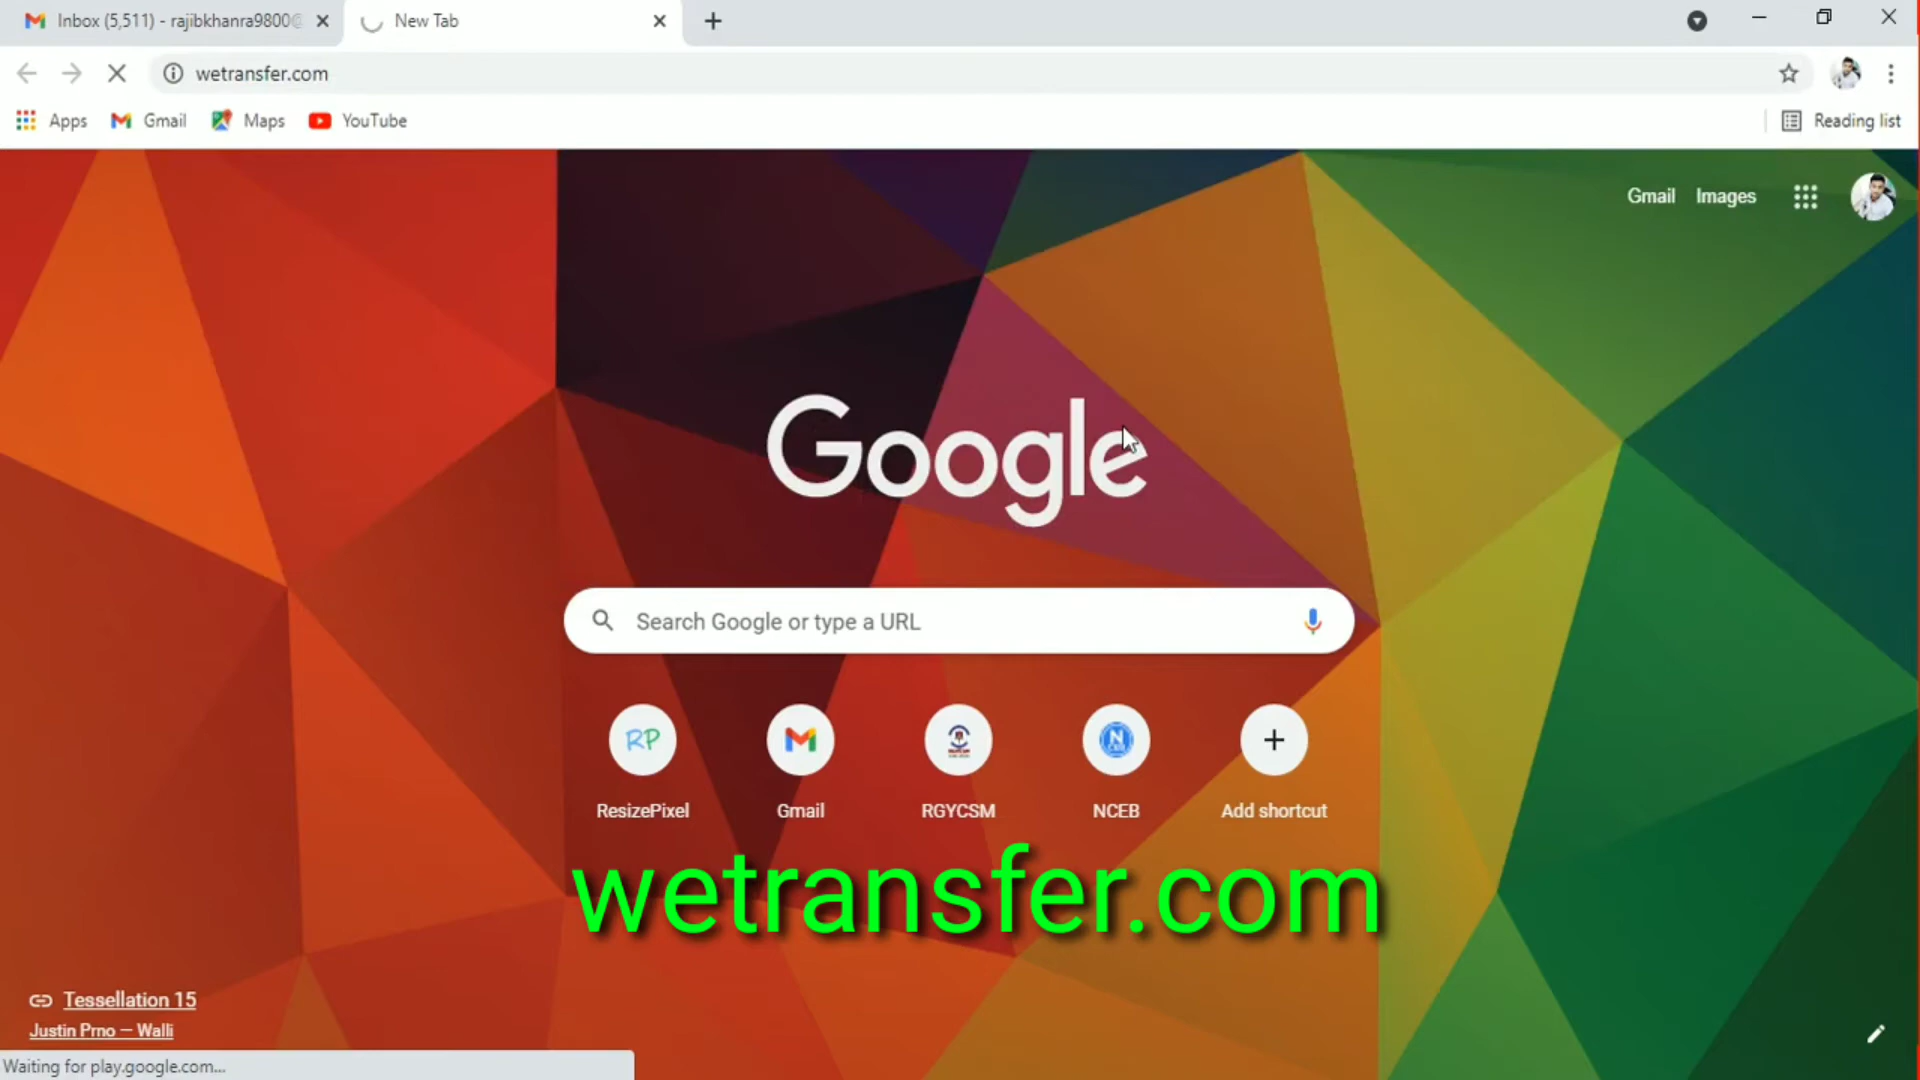 Inbox (5,511) - rajibkhanra9800@
New Tab
wetransfer.com
Apps
Gmail
Maps
YouTube
Reading list
Gmail
Images
Google
Search Google or type a URL
RP
N
ResizePixel
Gmail
RGYCSM
NCEB
Add shortcut
wetransfer.com
Tessellation 15
Justin Prno — Walli
Waiting for play.google.com...